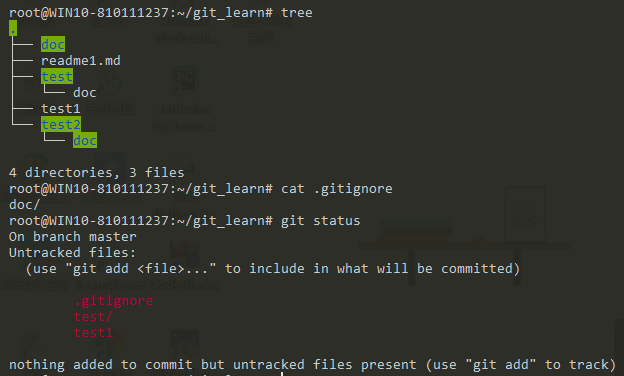 root@WIN10-810111237:~/git_learn# tree
.
├── doc
├── readme1.md
├── test
│   └── doc
├── test1
└── test2
    └── doc
4 directories, 3 files
root@WIN10-810111237:~/git_learn# cat .gitignore
doc/
root@WIN10-810111237:~/git_learn# git status
On branch master
Untracked files:
  (use "git add <file>..." to include in what will be committed)
        .gitignore
        test/
        test1
nothing added to commit but untracked files present (use "git add" to track)